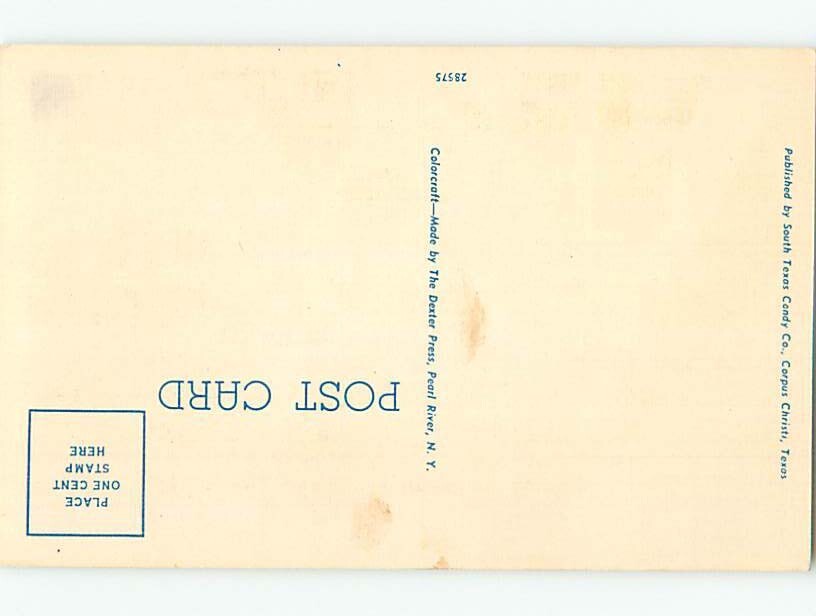 POST CARD
PLACE
ONE CENT
STAMP
HERE
Colorcraft—Made by The Dexter Press, Pearl River, N. Y.
28575
Published by South Texas Candy Co., Corpus Christi, Texas